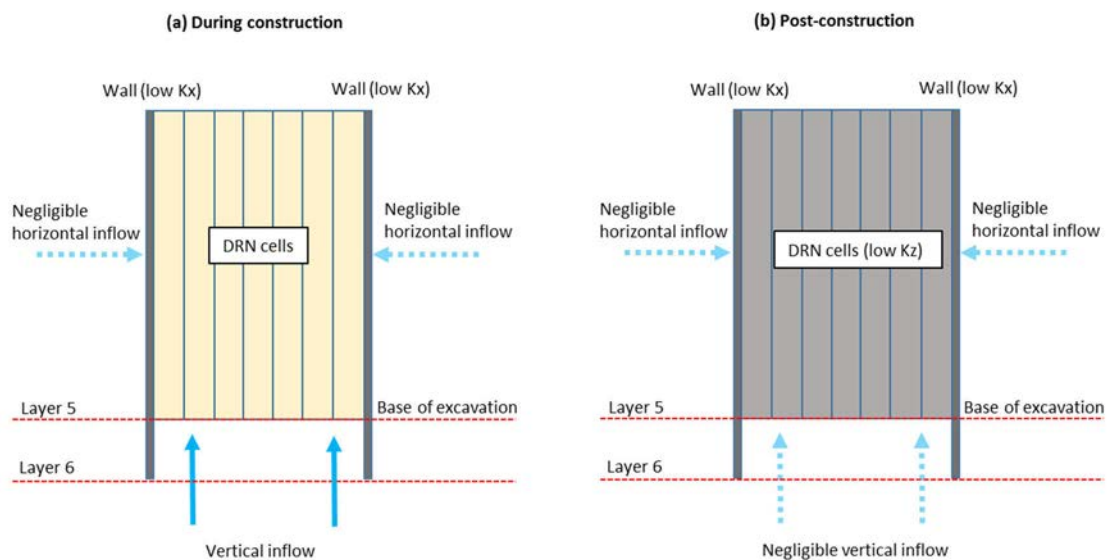 (a) During construction
Wall (low Kx)
Wall (low Kx)
Negligible
horizontal inflow
DRN cells
Negligible
horizontal inflow
Layer 5
Base of excavation
Layer 6
Vertical inflow
(b) Post-construction
Wall (low Kx)
Wall (low Kx)
Negligible
horizontal inflow
DRN cells (low Kz)
Negligible
horizontal inflow
Layer 5
Base of excavation
Layer 6
Negligible vertical inflow